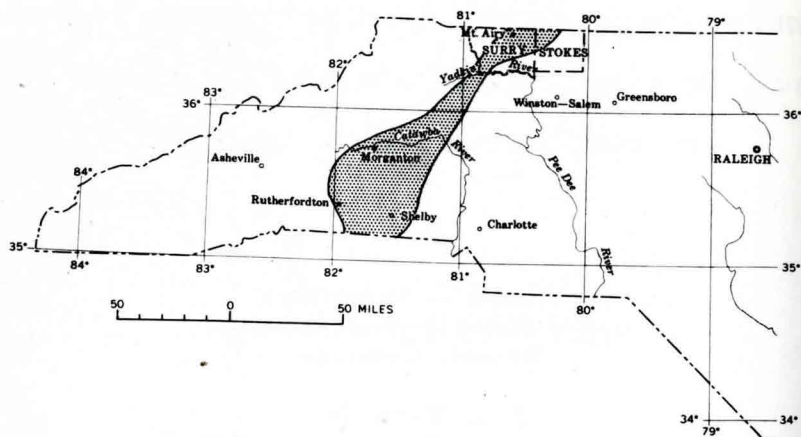 81°
80°
79°
Mt. Airy
SURRY
STOKES
Yadkin
River
83°
82°
36°
Winston—Salem
Greensboro
36°
Catawba
Asheville
Morganton
River
RALEIGH
84°
Pee Dee
Rutherfordton
Shelby
Charlotte
35°
River
35°
84°
83°
82°
81°
80°
50 0 50 MILES
34°
34°
79°